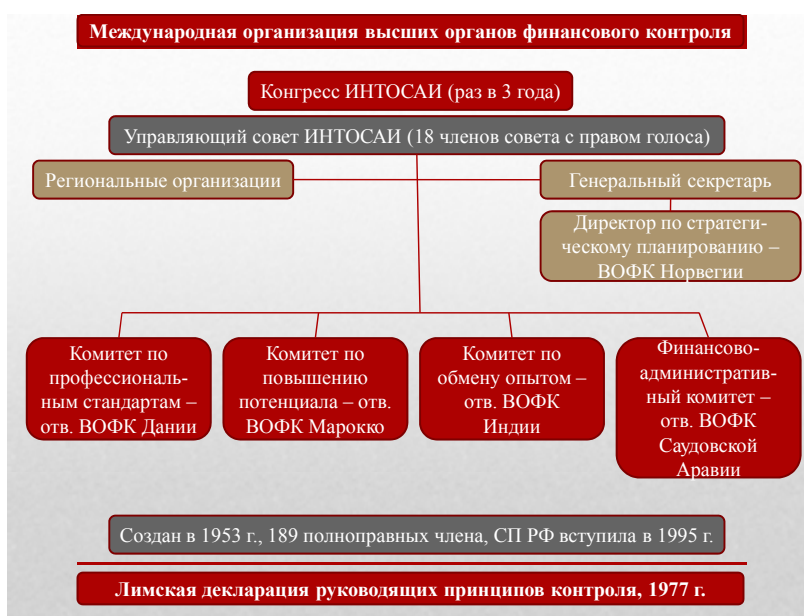 Международная организация высших органов финансового контроля
Конгресс ИНТОСАИ (раз в 3 года)
Управляющий совет ИНТОСАИ (18 членов совета с правом голоса)
Региональные организации
Генеральный секретарь
Директор по стратеги-
ческому планированию –
ВОФК Норвегии
Комитет по
профессиональ-
ным стандартам –
отв. ВОФК Дании
Комитет по
повышению
потенциала – отв.
ВОФК Марокко
Комитет по
обмену опытом –
отв. ВОФК
Индии
Финансово-
административ-
ный комитет –
отв. ВОФК
Саудовской
Аравии
Создан в 1953 г., 189 полноправных члена, СП РФ вступила в 1995 г.
Лимская декларация руководящих принципов контроля, 1977 г.